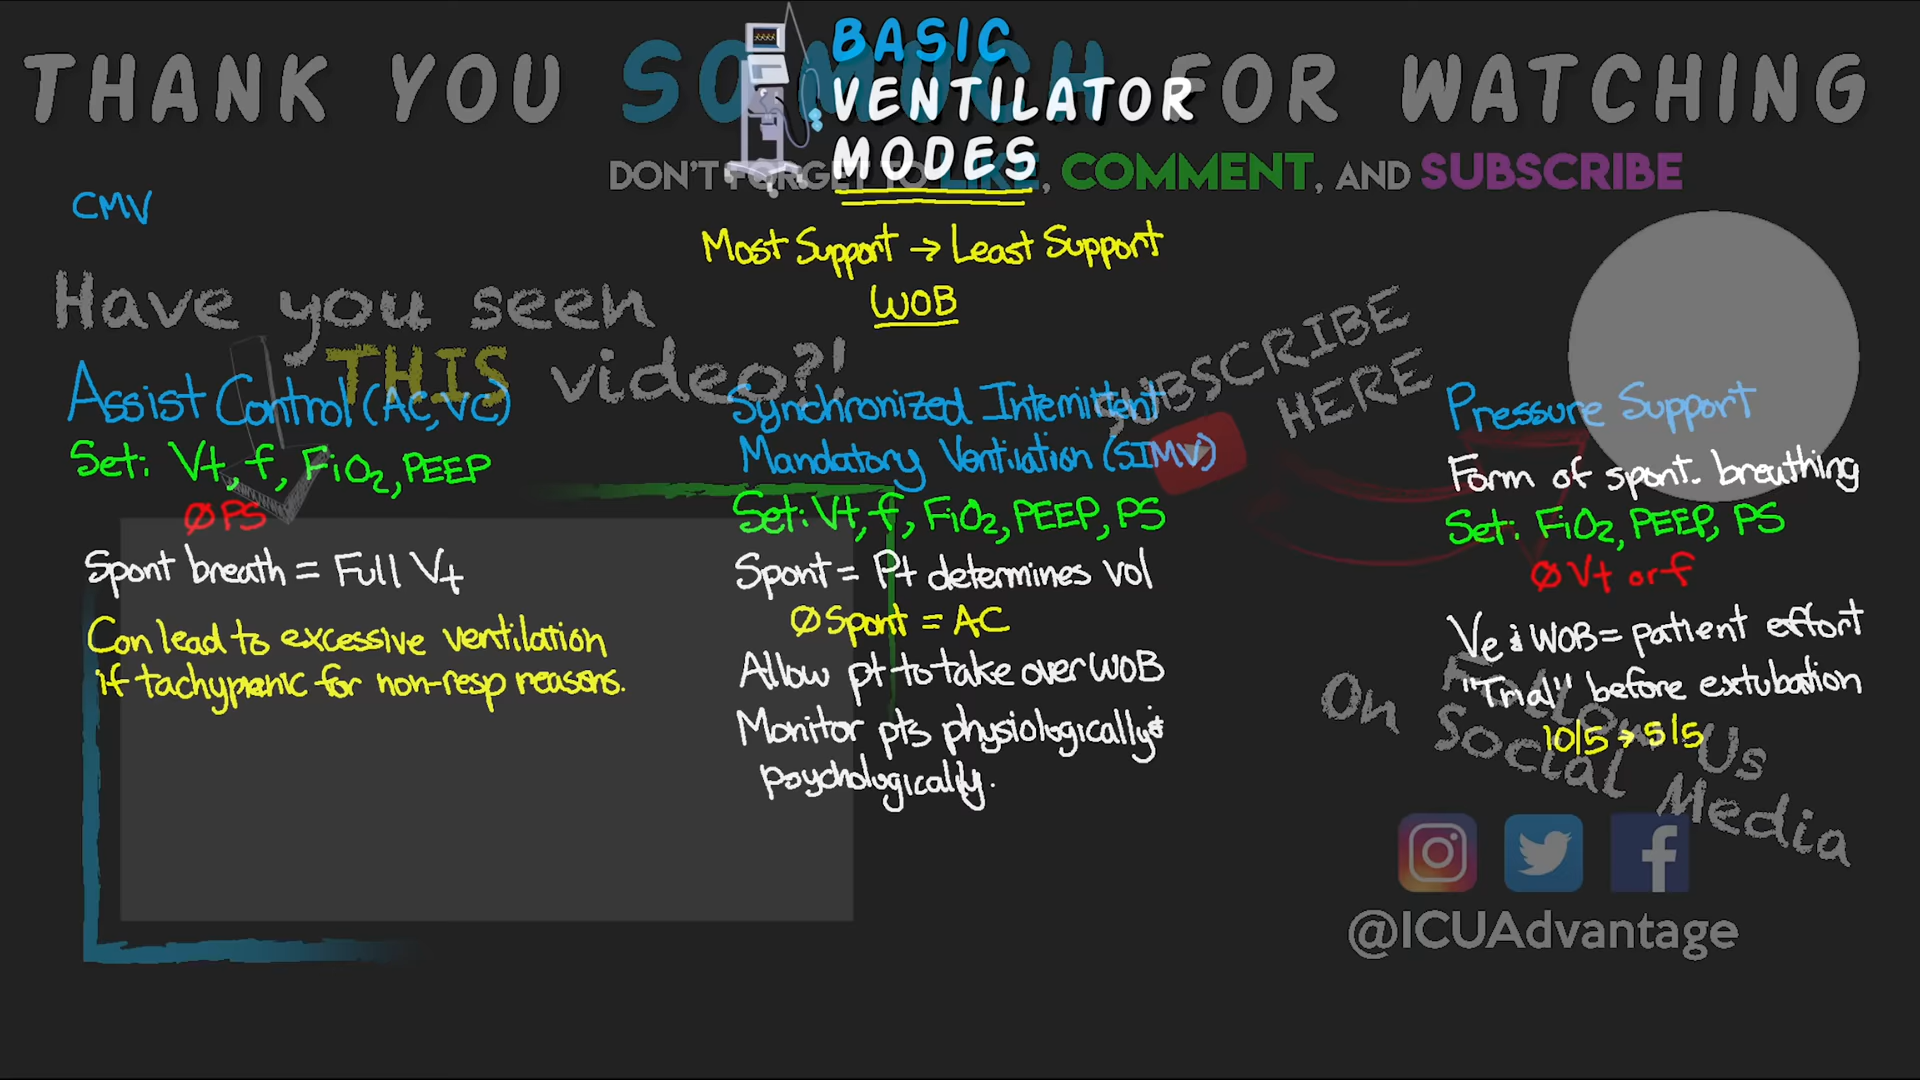 THANK YOU SO MUCH FOR WATCHING
BASIC
VENTILATOR
MODES
DON'T FORGET TO LIKE, COMMENT, AND SUBSCRIBE
CMV
Most Support → Least Support
WOB
Have you seen
THIS video?!
SUBSCRIBE
HERE
Assist Control (AC, VC)
Set: Vt, f, FiO2, PEEP
Ø PS
Spont breath = Full Vt
Can lead to excessive ventilation
if tachypneic for non-resp reasons.
Synchronized Intermittent
Mandatory Ventilation (SIMV)
Set: Vt, f, FiO2, PEEP, PS
Spont = Pt determines vol
Ø Spont = AC
Allow pt to take over WOB
Monitor pts physiologically &
psychologically.
Pressure Support
Form of spont. breathing
Set: FiO2, PEEP, PS
Ø Vt or f
Ve & WOB = patient effort
"Trial" before extubation
10/5 → 5/5
Follow Us
On Social Media
@ICUAdvantage